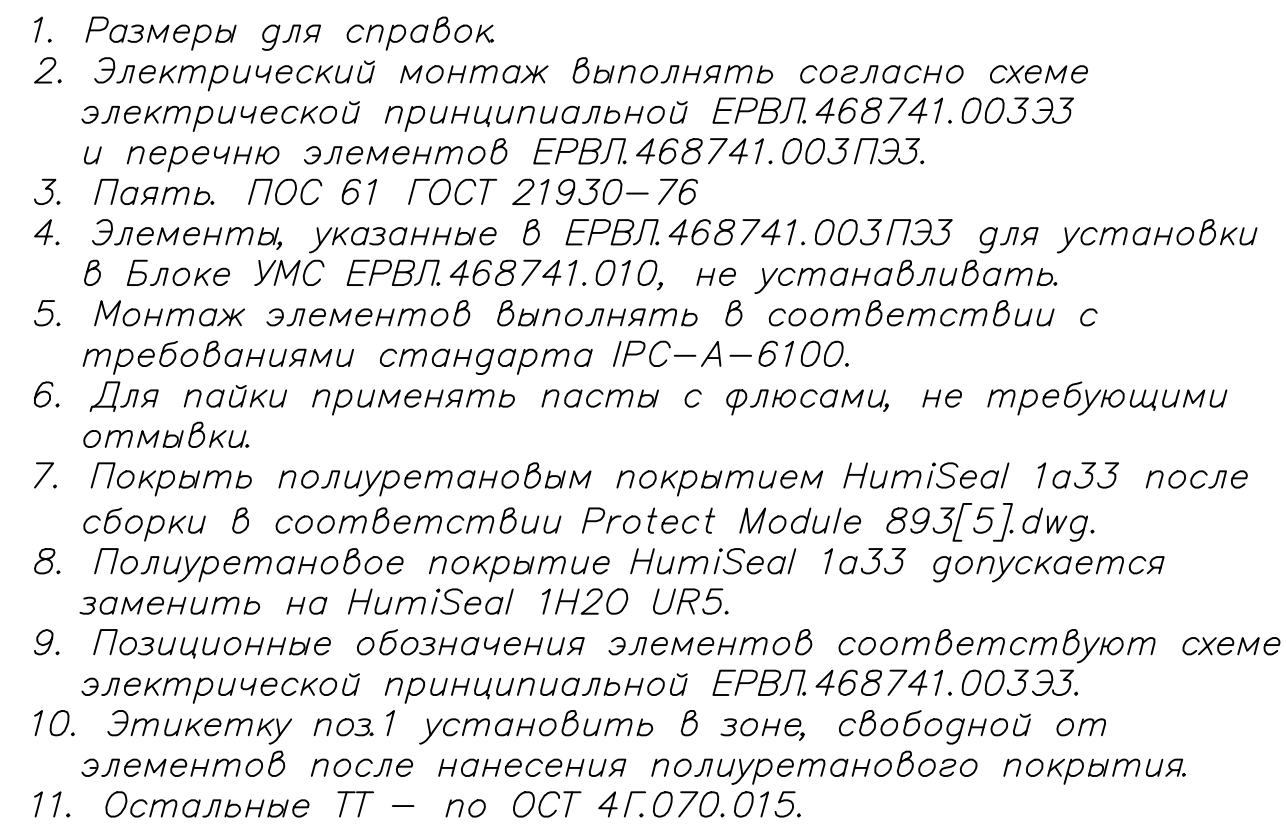 1. Размеры для справок.
2. Электрический монтаж выполнять согласно схеме
электрической принципиальной ЕРВЛ.468741.003Э3
и перечню элементов ЕРВЛ.468741.003ПЭ3.
3. Паять. ПОС 61 ГОСТ 21930-76
4. Элементы, указанные в ЕРВЛ.468741.003ПЭ3 для установки
в Блоке УМС ЕРВЛ.468741.010, не устанавливать.
5. Монтаж элементов выполнять в соответствии с
требованиями стандарта IPC-A-6100.
6. Для пайки применять пасты с флюсами, не требующими
отмывки.
7. Покрыть полиуретановым покрытием HumiSeal 1a33 после
сборки в соответствии Protect Module 893[5].dwg.
8. Полиуретановое покрытие HumiSeal 1a33 допускается
заменить на HumiSeal 1H20 UR5.
9. Позиционные обозначения элементов соответствуют схеме
электрической принципиальной ЕРВЛ.468741.003Э3.
10. Этикетку поз.1 установить в зоне, свободной от
элементов после нанесения полиуретанового покрытия.
11. Остальные ТТ - по ОСТ 4Г.070.015.